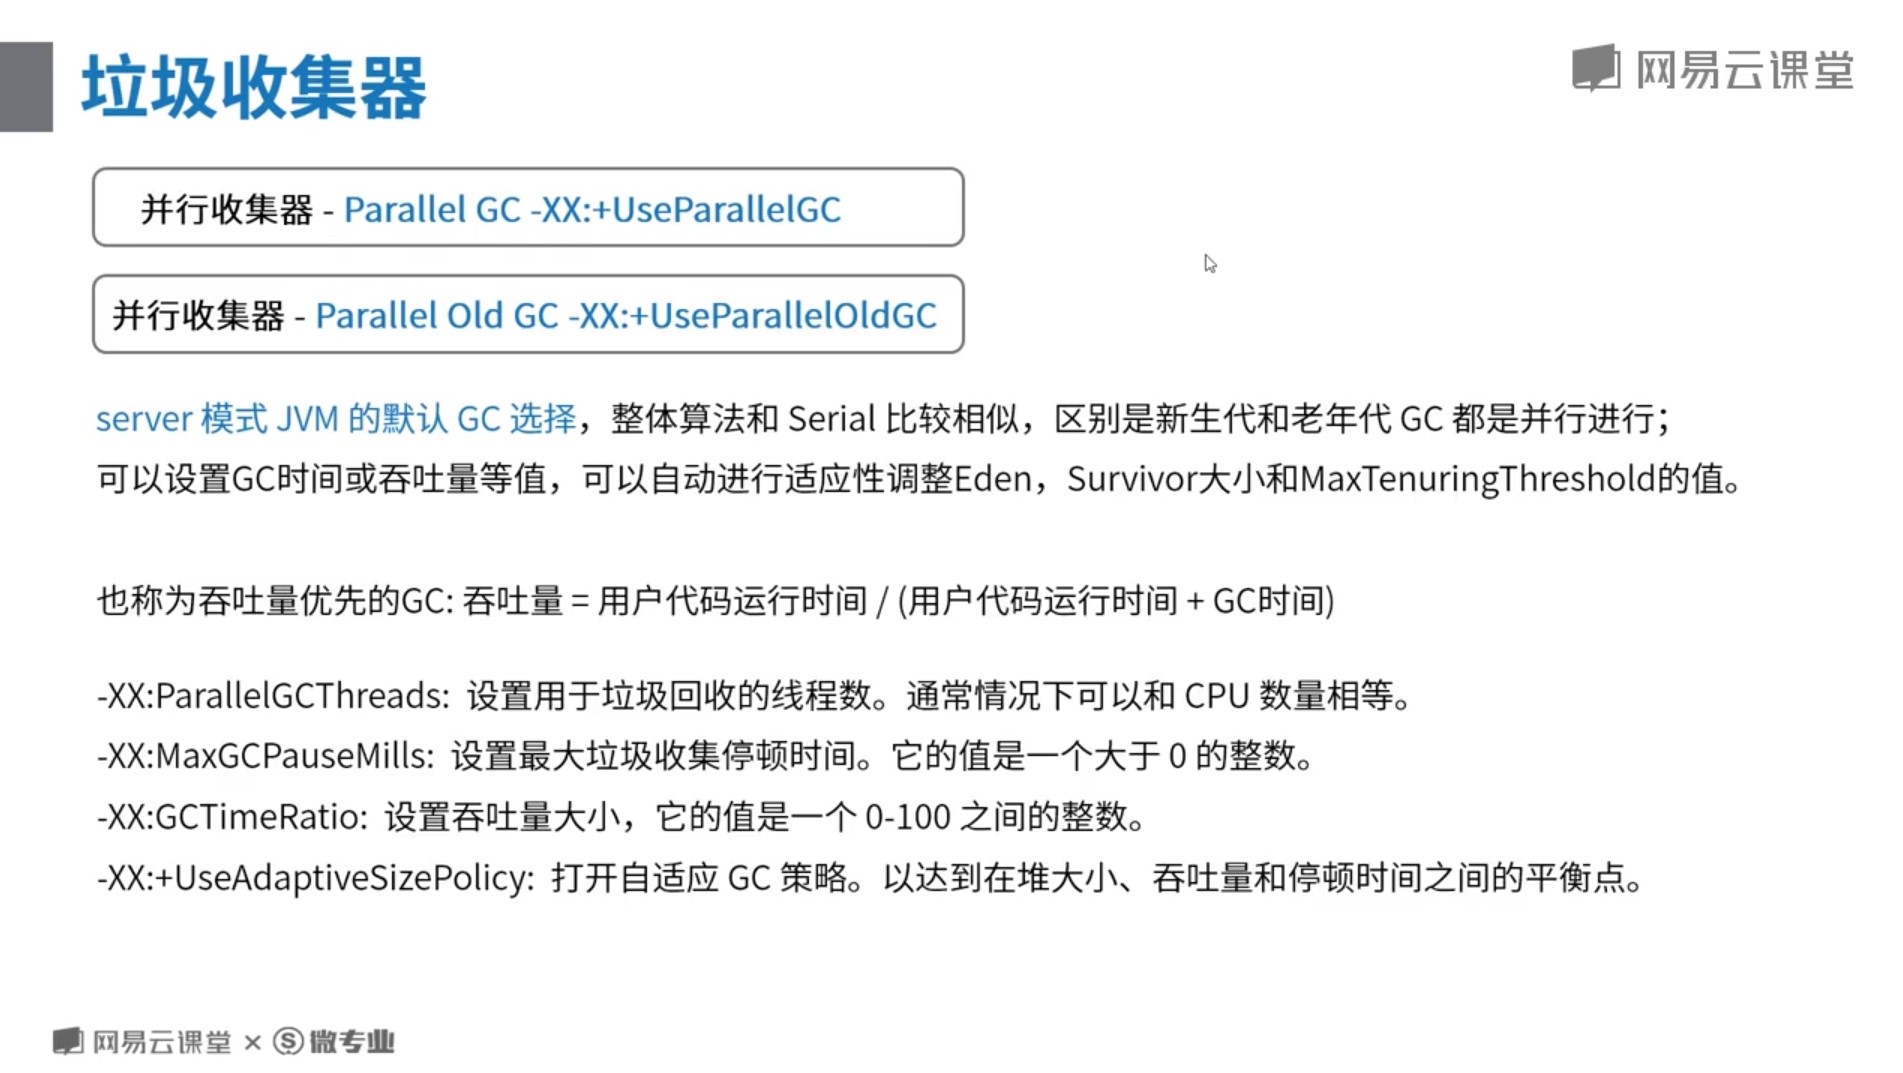 垃圾收集器
网易云课堂
并行收集器 - Parallel GC -XX:+UseParallelGC
并行收集器 - Parallel Old GC -XX:+UseParallelOldGC
server 模式 JVM 的默认 GC 选择，整体算法和 Serial 比较相似，区别是新生代和老年代 GC 都是并行进行；
可以设置GC时间或吞吐量等值，可以自动进行适应性调整Eden，Survivor大小和MaxTenuringThreshold的值。
也称为吞吐量优先的GC: 吞吐量 = 用户代码运行时间 / (用户代码运行时间 + GC时间)
-XX:ParallelGCThreads: 设置用于垃圾回收的线程数。通常情况下可以和 CPU 数量相等。
-XX:MaxGCPauseMills: 设置最大垃圾收集停顿时间。它的值是一个大于 0 的整数。
-XX:GCTimeRatio: 设置吞吐量大小，它的值是一个 0-100 之间的整数。
-XX:+UseAdaptiveSizePolicy: 打开自适应 GC 策略。以达到在堆大小、吞吐量和停顿时间之间的平衡点。
网易云课堂 × S 微专业